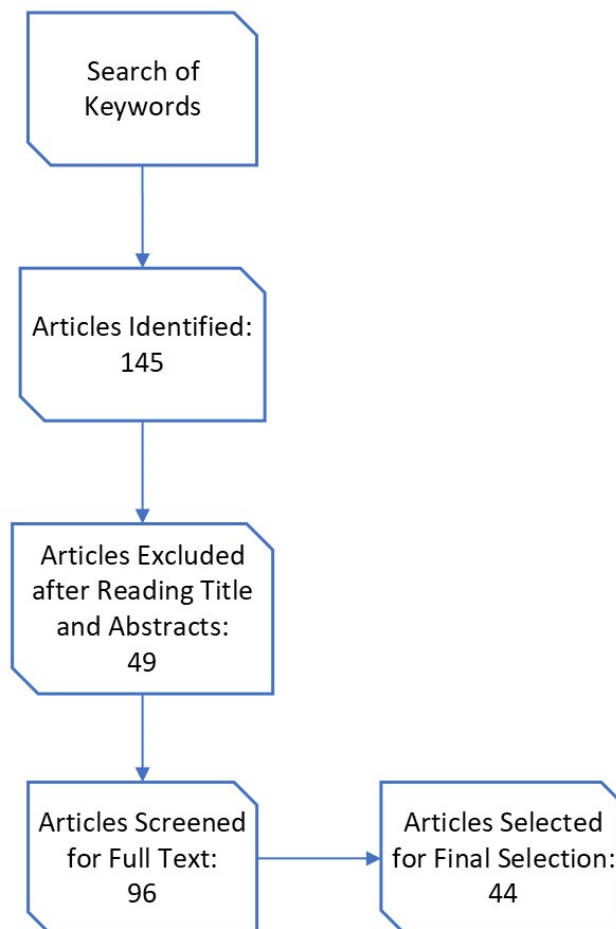 Search of
Keywords
Articles Identified:
145
Articles Excluded
after Reading Title
and Abstracts:
49
Articles Screened
for Full Text:
96
Articles Selected
for Final Selection:
44